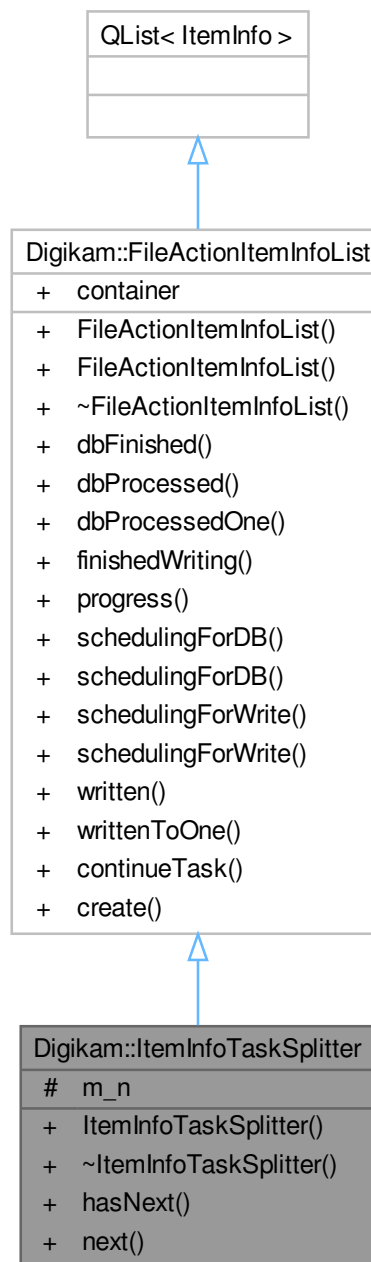 QList< ItemInfo >
Digikam::FileActionItemInfoList
+ container
+ FileActionItemInfoList()
+ FileActionItemInfoList()
+ ~FileActionItemInfoList()
+ dbFinished()
+ dbProcessed()
+ dbProcessedOne()
+ finishedWriting()
+ progress()
+ schedulingForDB()
+ schedulingForDB()
+ schedulingForWrite()
+ schedulingForWrite()
+ written()
+ writtenToOne()
+ continueTask()
+ create()
Digikam::ItemInfoTaskSplitter
# m_n
+ ItemInfoTaskSplitter()
+ ~ItemInfoTaskSplitter()
+ hasNext()
+ next()